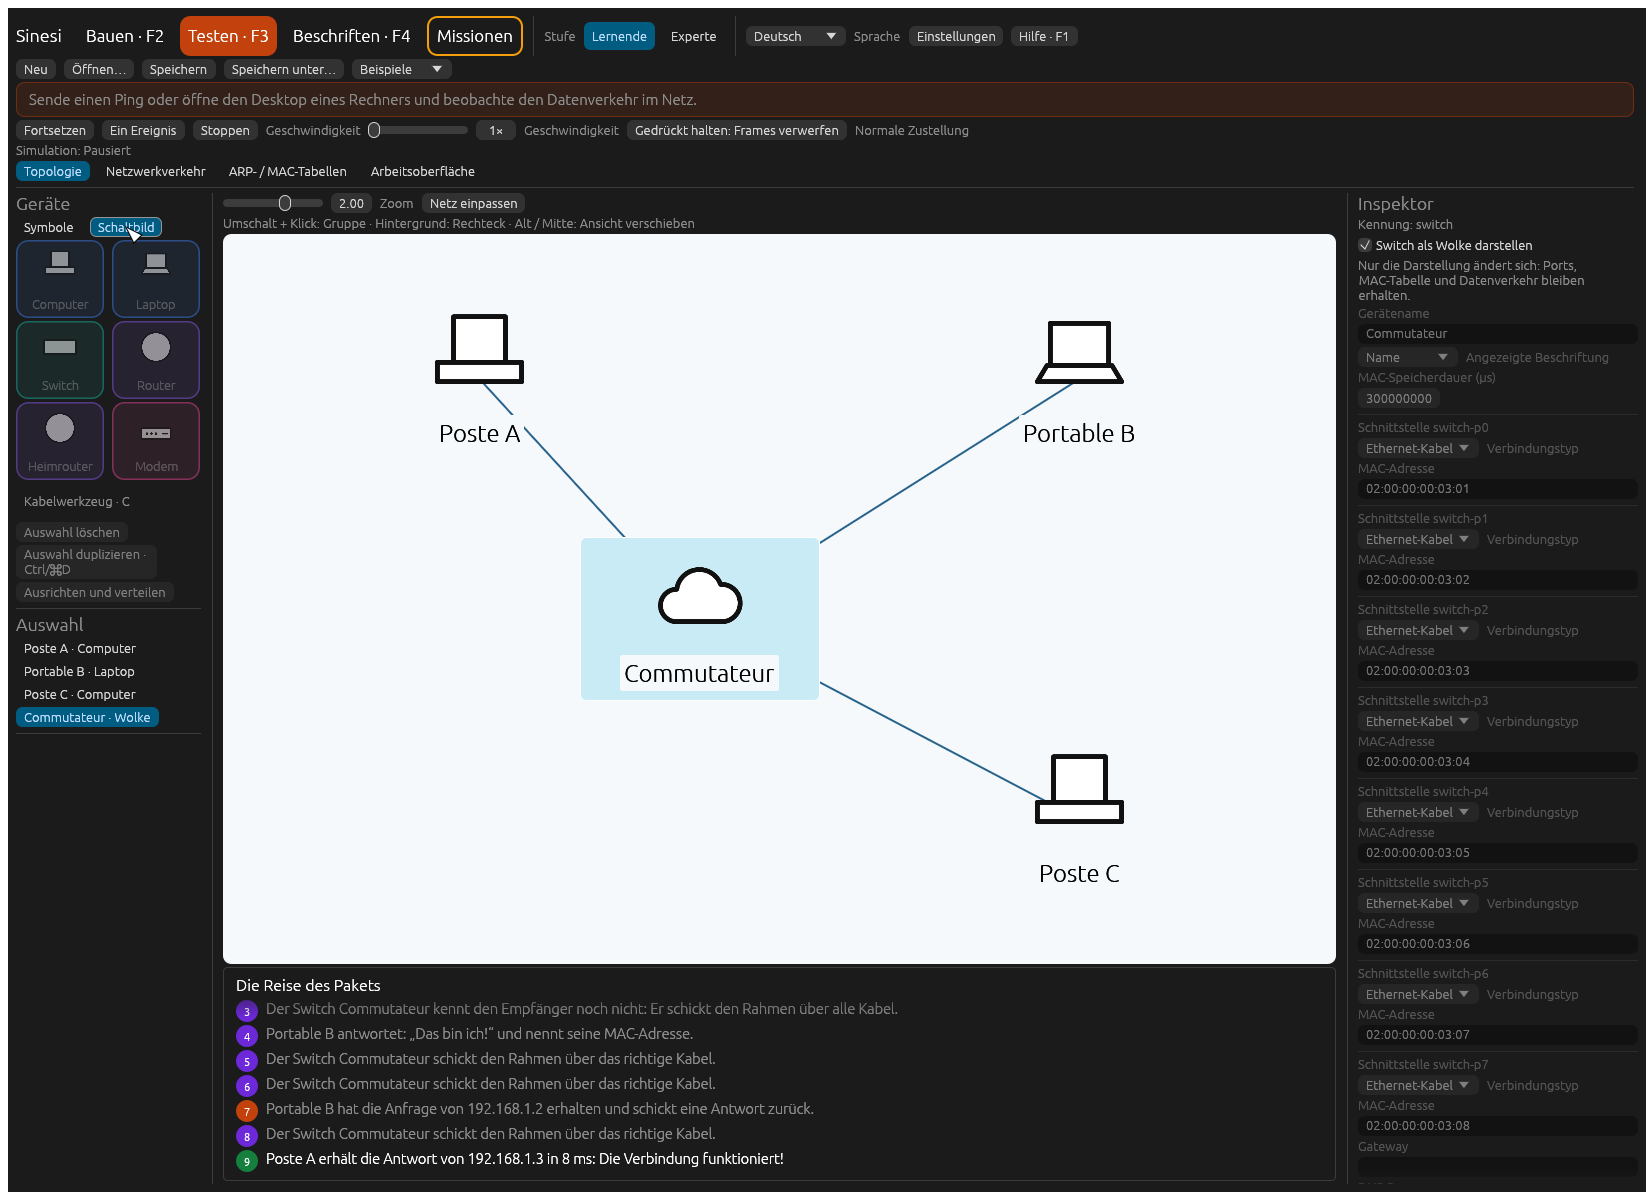 Sinesi Bauen · F2 Testen · F3 Beschriften · F4 Missionen Stufe Lernende Experte Deutsch Sprache Einstellungen Hilfe · F1
Neu Öffnen... Speichern Speichern unter... Beispiele
Sende einen Ping oder öffne den Desktop eines Rechners und beobachte den Datenverkehr im Netz.
Fortsetzen Ein Ereignis Stoppen Geschwindigkeit 1× Geschwindigkeit Gedrückt halten: Frames verwerfen Normale Zustellung
Simulation: Pausiert
Topologie Netzwerkverkehr ARP- / MAC-Tabellen Arbeitsoberfläche
Geräte
Symbole Schaltbild
Computer Laptop
Switch Router
Heimrouter Modem
Kabelwerkzeug · C
Auswahl löschen
Auswahl duplizieren ·
Ctrl/⌘D
Ausrichten und verteilen
Auswahl
Poste A · Computer
Portable B · Laptop
Poste C · Computer
Commutateur · Wolke
2.00 Zoom Netz einpassen
Umschalt + Klick: Gruppe · Hintergrund: Rechteck · Alt / Mitte: Ansicht verschieben
Poste A
Portable B
Commutateur
Poste C
Die Reise des Pakets
3 Der Switch Commutateur kennt den Empfänger noch nicht: Er schickt den Rahmen über alle Kabel.
4 Portable B antwortet: „Das bin ich!“ und nennt seine MAC-Adresse.
5 Der Switch Commutateur schickt den Rahmen über das richtige Kabel.
6 Der Switch Commutateur schickt den Rahmen über das richtige Kabel.
7 Portable B hat die Anfrage von 192.168.1.2 erhalten und schickt eine Antwort zurück.
8 Der Switch Commutateur schickt den Rahmen über das richtige Kabel.
9 Poste A erhält die Antwort von 192.168.1.3 in 8 ms: Die Verbindung funktioniert!
Inspektor
Kennung: switch
Switch als Wolke darstellen
Nur die Darstellung ändert sich: Ports,
MAC-Tabelle und Datenverkehr bleiben
erhalten.
Gerätename
Commutateur
Name Angezeigte Beschriftung
MAC-Speicherdauer (µs)
300000000
Schnittstelle switch-p0
Ethernet-Kabel Verbindungstyp
MAC-Adresse
02:00:00:00:03:01
Schnittstelle switch-p1
Ethernet-Kabel Verbindungstyp
MAC-Adresse
02:00:00:00:03:02
Schnittstelle switch-p2
Ethernet-Kabel Verbindungstyp
MAC-Adresse
02:00:00:00:03:03
Schnittstelle switch-p3
Ethernet-Kabel Verbindungstyp
MAC-Adresse
02:00:00:00:03:04
Schnittstelle switch-p4
Ethernet-Kabel Verbindungstyp
MAC-Adresse
02:00:00:00:03:05
Schnittstelle switch-p5
Ethernet-Kabel Verbindungstyp
MAC-Adresse
02:00:00:00:03:06
Schnittstelle switch-p6
Ethernet-Kabel Verbindungstyp
MAC-Adresse
02:00:00:00:03:07
Schnittstelle switch-p7
Ethernet-Kabel Verbindungstyp
MAC-Adresse
02:00:00:00:03:08
Gateway